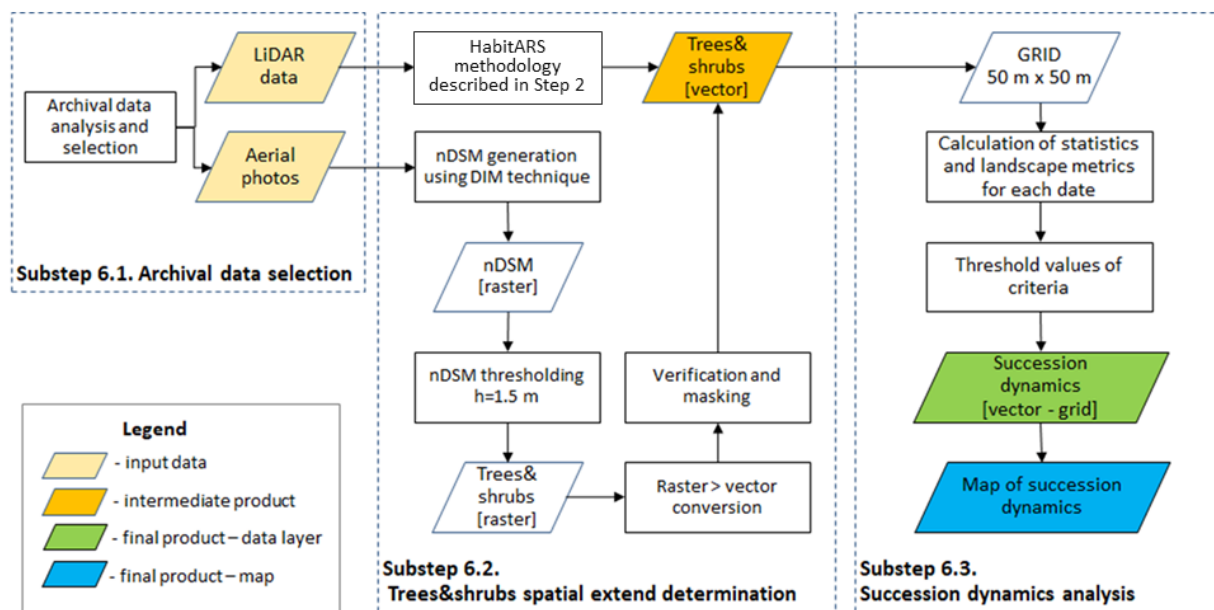 Archival data
analysis and
selection
LiDAR
data
Aerial
photos
Substep 6.1. Archival data selection
HabitARS
methodology
described in Step 2
Trees&
shrubs
[vector]
nDSM generation
using DIM technique
nDSM
[raster]
nDSM thresholding
h=1.5 m
Trees&
shrubs
[raster]
Raster> vector
conversion
Verification and
masking
Substep 6.2.
Trees&shrubs spatial extend determination
GRID
50 m x 50 m
Calculation of statistics
and landscape metrics
for each date
Threshold values of
criteria
Succession
dynamics
[vector - grid]
Map of succession
dynamics
Substep 6.3.
Succession dynamics analysis
Legend
- input data
- intermediate product
- final product – data layer
- final product – map